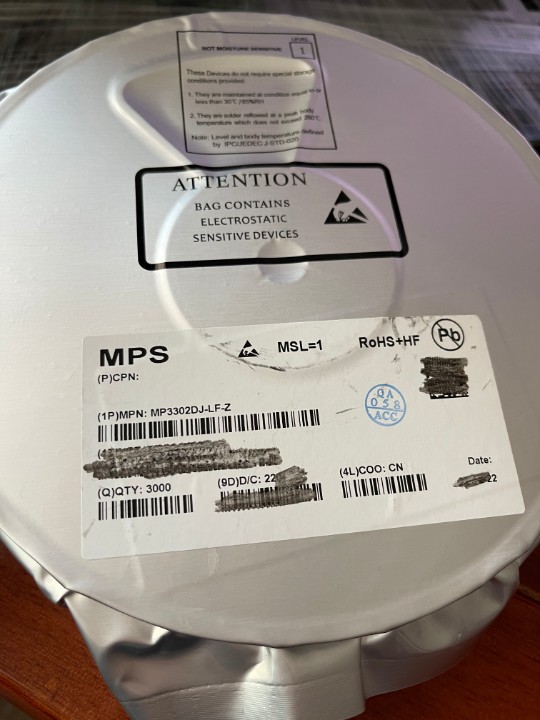 LEVEL
NOT MOISTURE SENSITIVE 1
These Devices do not require special storage
conditions provided:
1. They are maintained at condition equal to or
less than 30°C /85%RH
2. They are solder reflowed at a peak body
temperature which does not exceed 260°C.
Note: Level and body temperature defined
by IPC/JEDEC J-STD-020
ATTENTION
BAG CONTAINS
ELECTROSTATIC
SENSITIVE DEVICES
MPS MSL=1 RoHS+HF Pb
(P)CPN:
(1P)MPN: MP3302DJ-LF-Z
QA
058
ACC
(Q)QTY: 3000 (9D)D/C: 22 (4L)COO: CN Date:
22